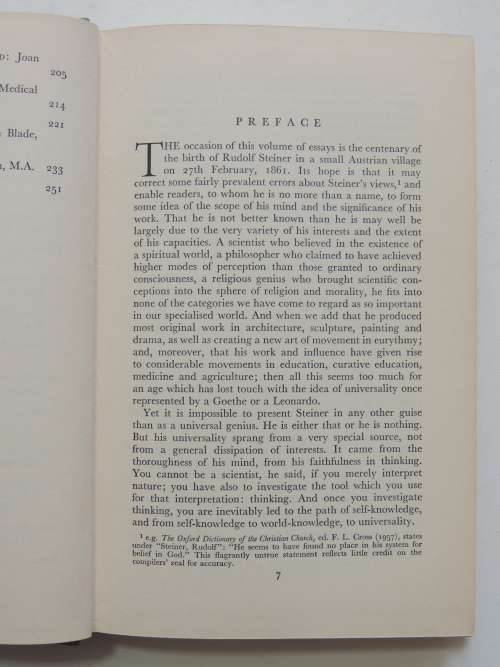 D: Joan
205
Medical
214
221
Blade,
, M.A. 233
251
PREFACE
THE occasion of this volume of essays is the centenary of
the birth of Rudolf Steiner in a small Austrian village
on 27th February, 1861. Its hope is that it may
correct some fairly prevalent errors about Steiner's views,¹ and
enable readers, to whom he is no more than a name, to form
some idea of the scope of his mind and the significance of his
work. That he is not better known than he is may well be
largely due to the very variety of his interests and the extent
of his capacities. A scientist who believed in the existence of
a spiritual world, a philosopher who claimed to have achieved
higher modes of perception than those granted to ordinary
consciousness, a religious genius who brought scientific con-
ceptions into the sphere of religion and morality, he fits into
none of the categories we have come to regard as so important
in our specialised world. And when we add that he produced
most original work in architecture, sculpture, painting and
drama, as well as creating a new art of movement in eurythmy;
and, moreover, that his work and influence have given rise
to considerable movements in education, curative education,
medicine and agriculture; then all this seems too much for
an age which has lost touch with the idea of universality once
represented by a Goethe or a Leonardo.
Yet it is impossible to present Steiner in any other guise
than as a universal genius. He is either that or he is nothing.
But his universality sprang from a very special source, not
from a general dissipation of interests. It came from the
thoroughness of his mind, from his faithfulness in thinking.
You cannot be a scientist, he said, if you merely interpret
nature; you have also to investigate the tool which you use
for that interpretation: thinking. And once you investigate
thinking, you are inevitably led to the path of self-knowledge,
and from self-knowledge to world-knowledge, to universality.
¹ e.g. The Oxford Dictionary of the Christian Church, ed. F. L. Cross (1957), states
under "Steiner, Rudolf": "He seems to have found no place in his system for
belief in God." This flagrantly untrue statement reflects little credit on the
compilers' zeal for accuracy.
7